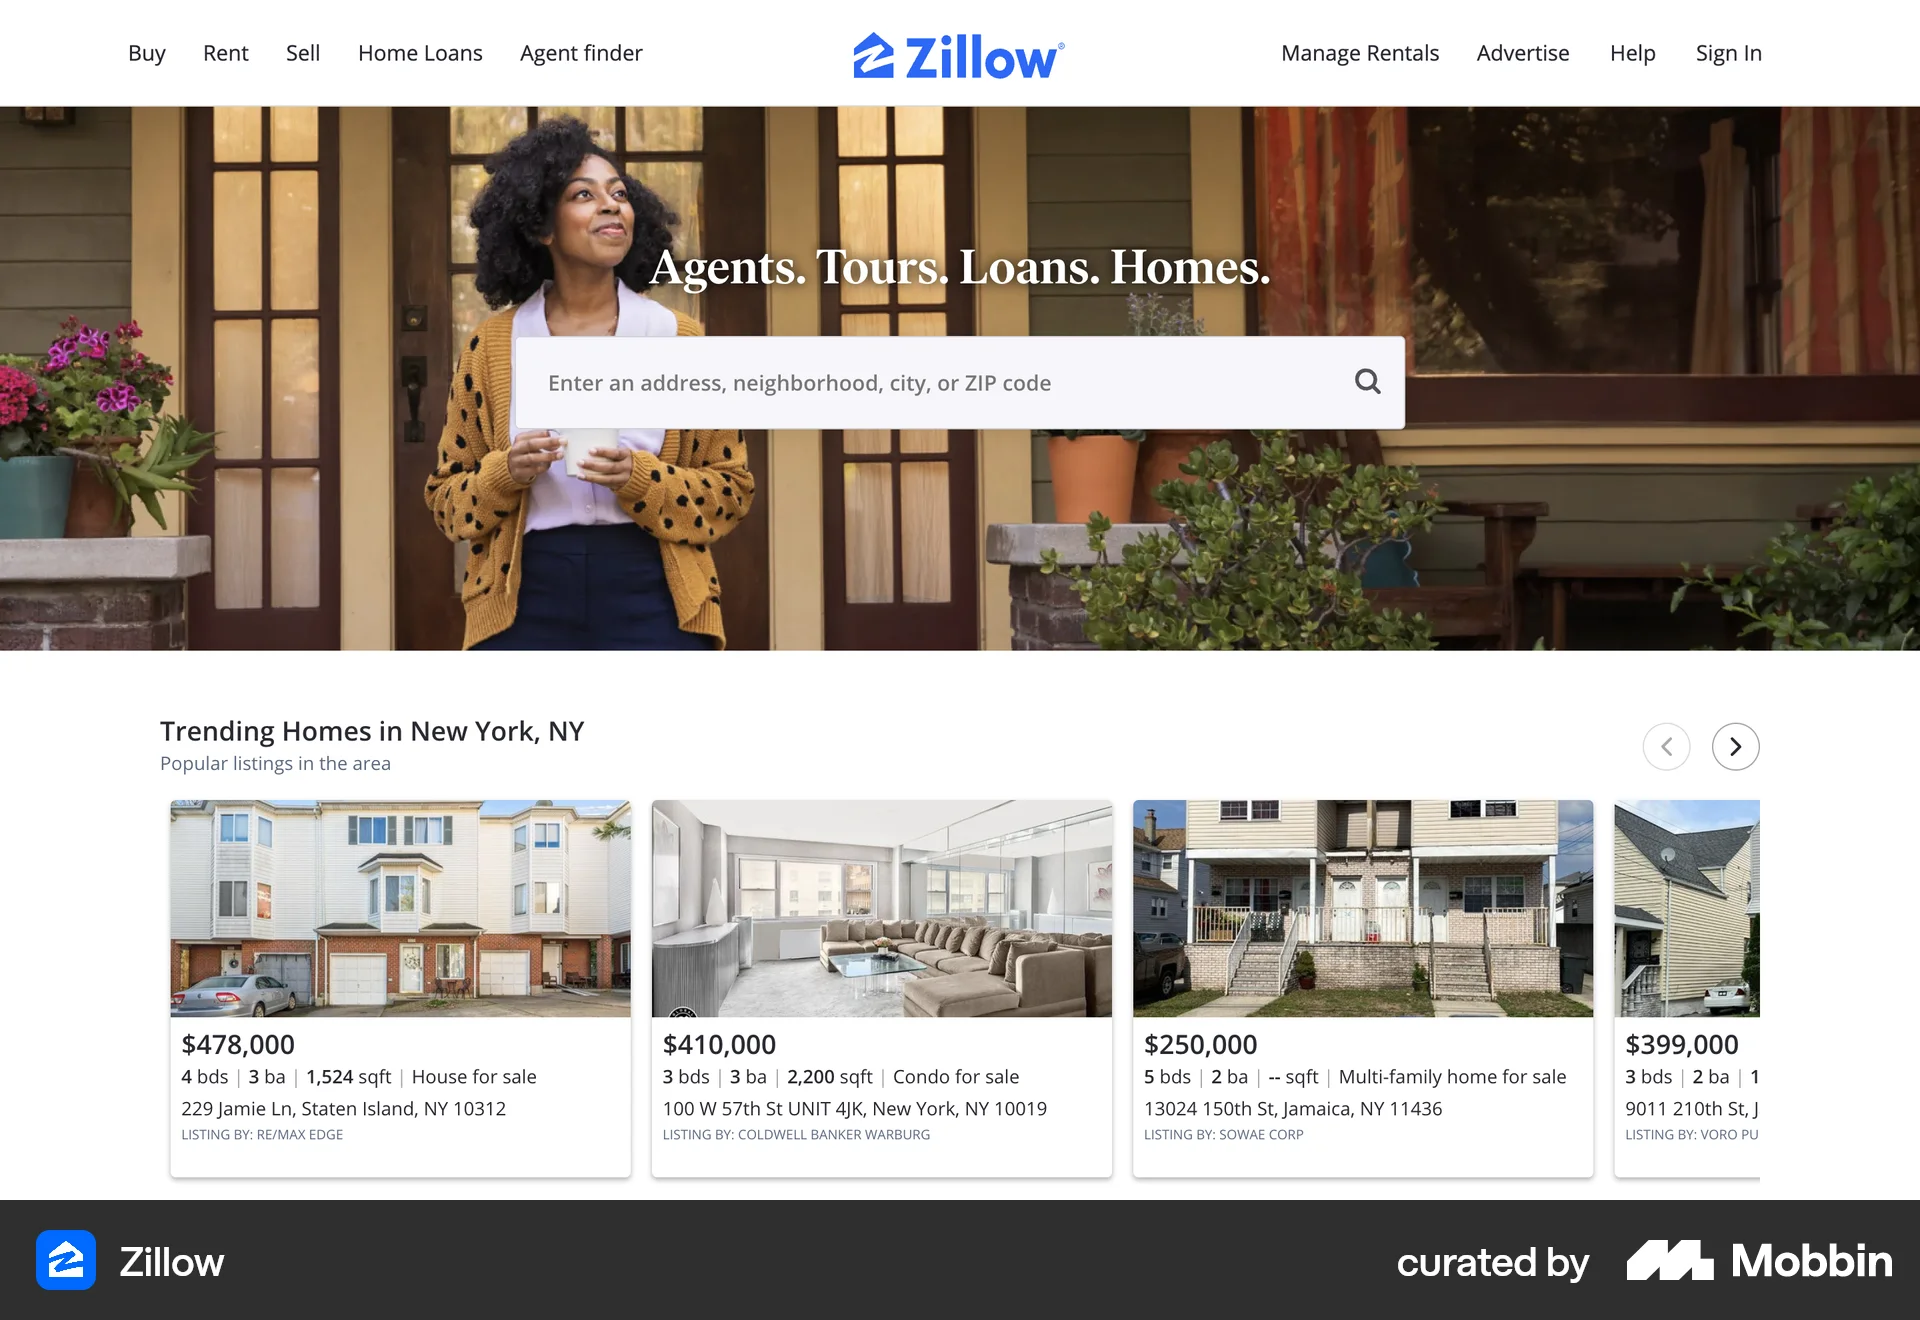 Buy Rent Sell Home Loans Agent finder Zillow® Manage Rentals Advertise Help Sign In
Agents. Tours. Loans. Homes.
Enter an address, neighborhood, city, or ZIP code
Trending Homes in New York, NY
Popular listings in the area
$478,000
4 bds | 3 ba | 1,524 sqft | House for sale
229 Jamie Ln, Staten Island, NY 10312
LISTING BY: RE/MAX EDGE
$410,000
3 bds | 3 ba | 2,200 sqft | Condo for sale
100 W 57th St UNIT 4JK, New York, NY 10019
LISTING BY: COLDWELL BANKER WARBURG
$250,000
5 bds | 2 ba | -- sqft | Multi-family home for sale
13024 150th St, Jamaica, NY 11436
LISTING BY: SOWAE CORP
$399,000
3 bds | 2 ba | 1
9011 210th St, J
LISTING BY: VORO PU
Zillow
curated by Mobbin